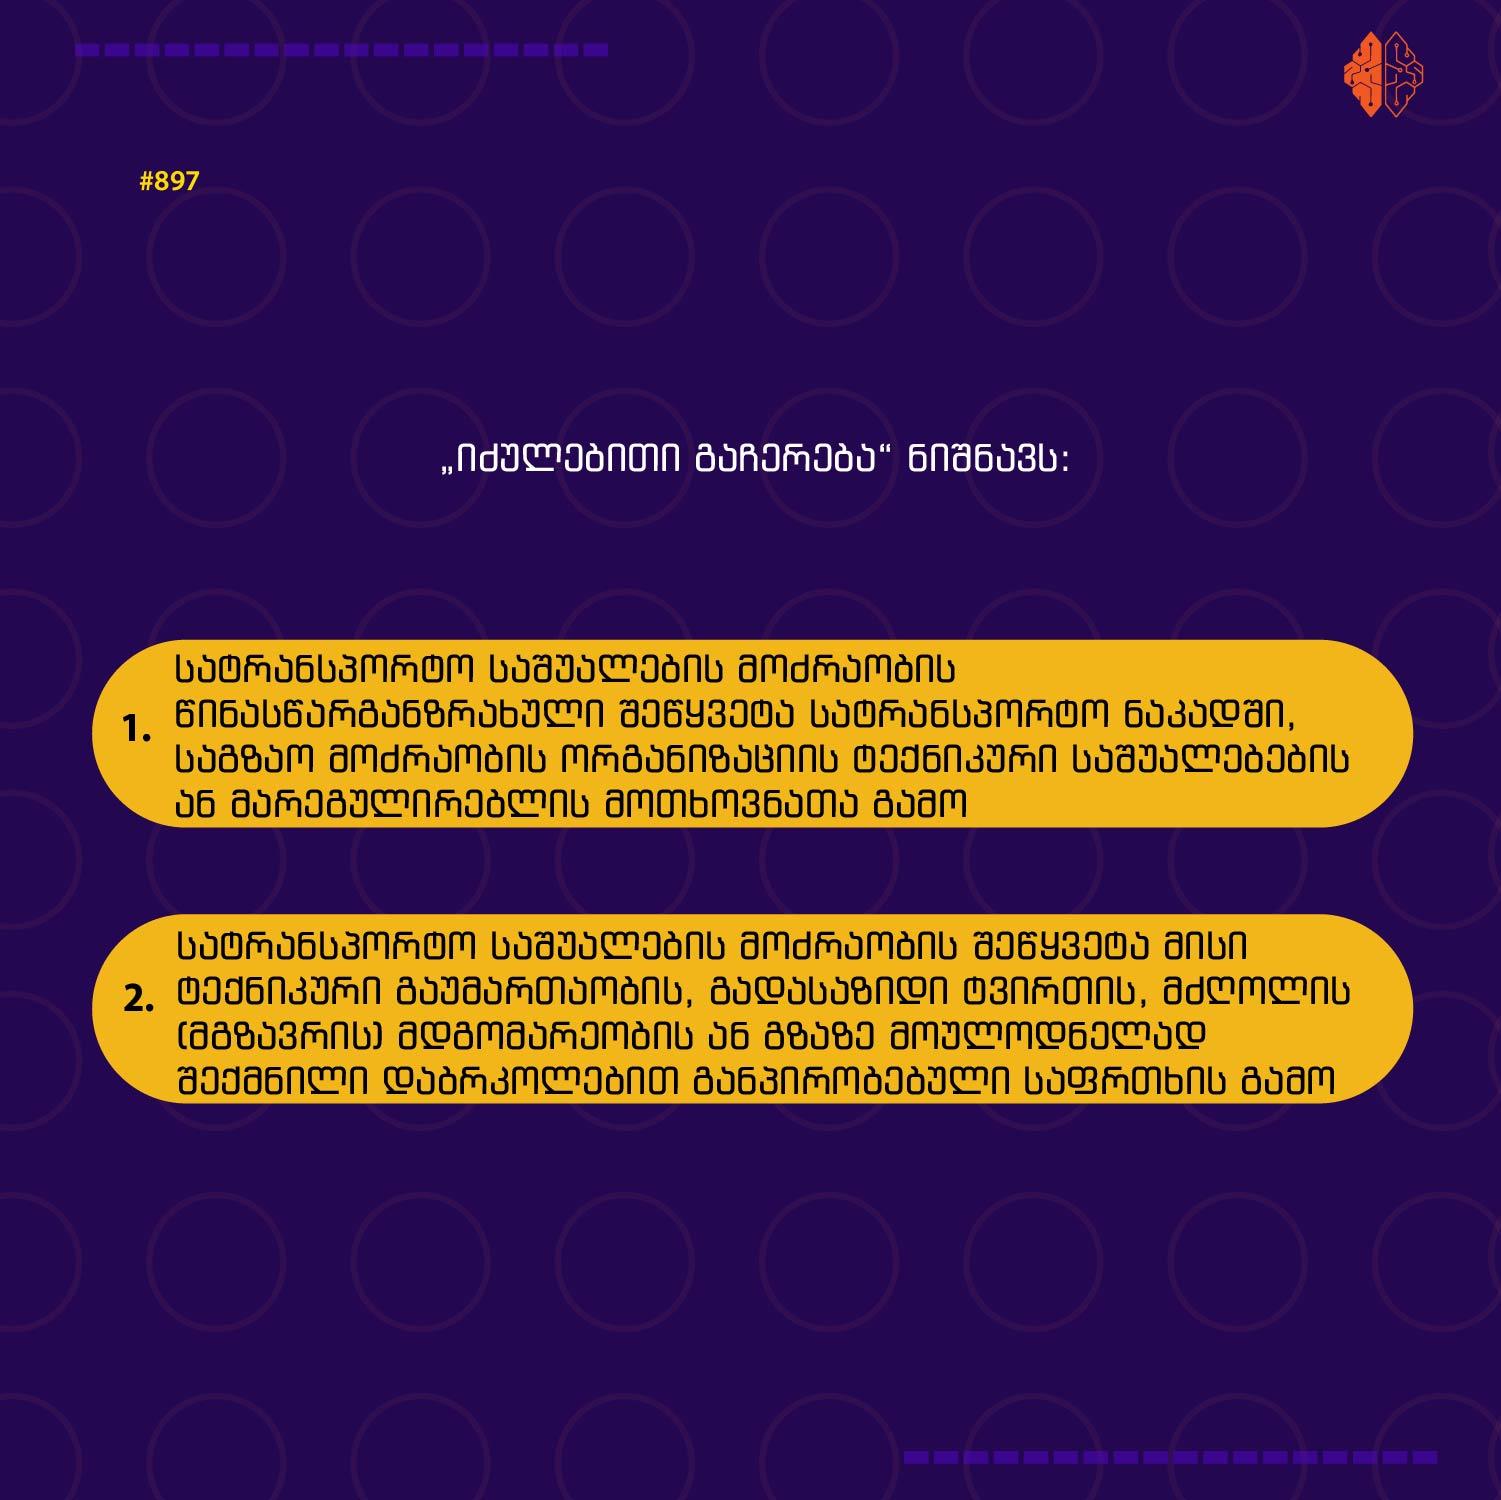 #897
„იძულებითი გაჩერება“ ნიშნავს:
სატრანსპორტო საშუალების მოძრაობის
1. წინასწარგანზრახული შეწყვეტა სატრანსპორტო ნაკადში,
საგზაო მოძრაობის ორგანიზაციის ტექნიკური საშუალებების
ან მარეგულირებლის მოთხოვნათა გამო
სატრანსპორტო საშუალების მოძრაობის შეწყვეტა მისი
2. ტექნიკური გაუმართაობის, გადასაზიდი ტვირთის, მძღოლის
(მგზავრის) მდგომარეობის ან გზაზე მოულოდნელად
შექმნილი დაბრკოლებით განპირობებული საფრთხის გამო